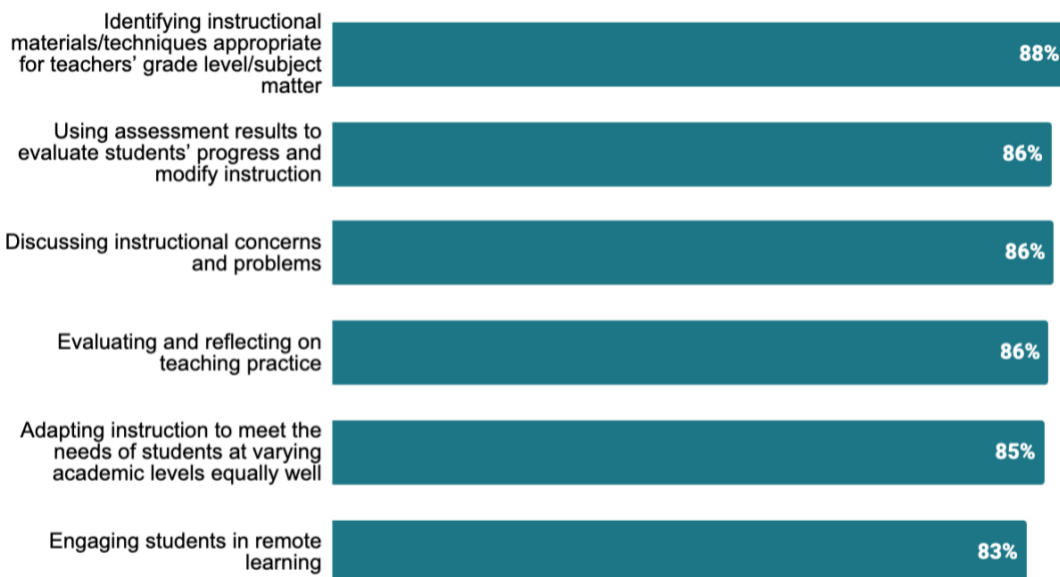 Identifying instructional
materials/techniques appropriate
for teachers’ grade level/subject
matter
88%
Using assessment results to
evaluate students’ progress and
modify instruction
86%
Discussing instructional concerns
and problems
86%
Evaluating and reflecting on
teaching practice
86%
Adapting instruction to meet the
needs of students at varying
academic levels equally well
85%
Engaging students in remote
learning
83%